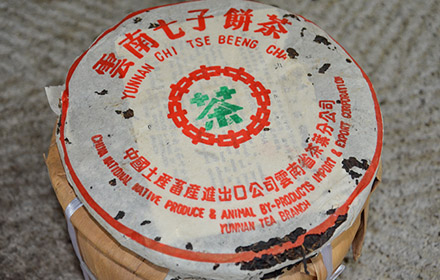 雲南七子餅茶
YUNNAN CHI TSE BEENG CHA
茶
中國土產畜產進出口公司雲南省茶葉分公司
CHINA NATIONAL NATIVE PRODUCE & ANIMAL BY-PRODUCTS IMPORT & EXPORT CORPORATION
YUNNAN TEA BRANCH